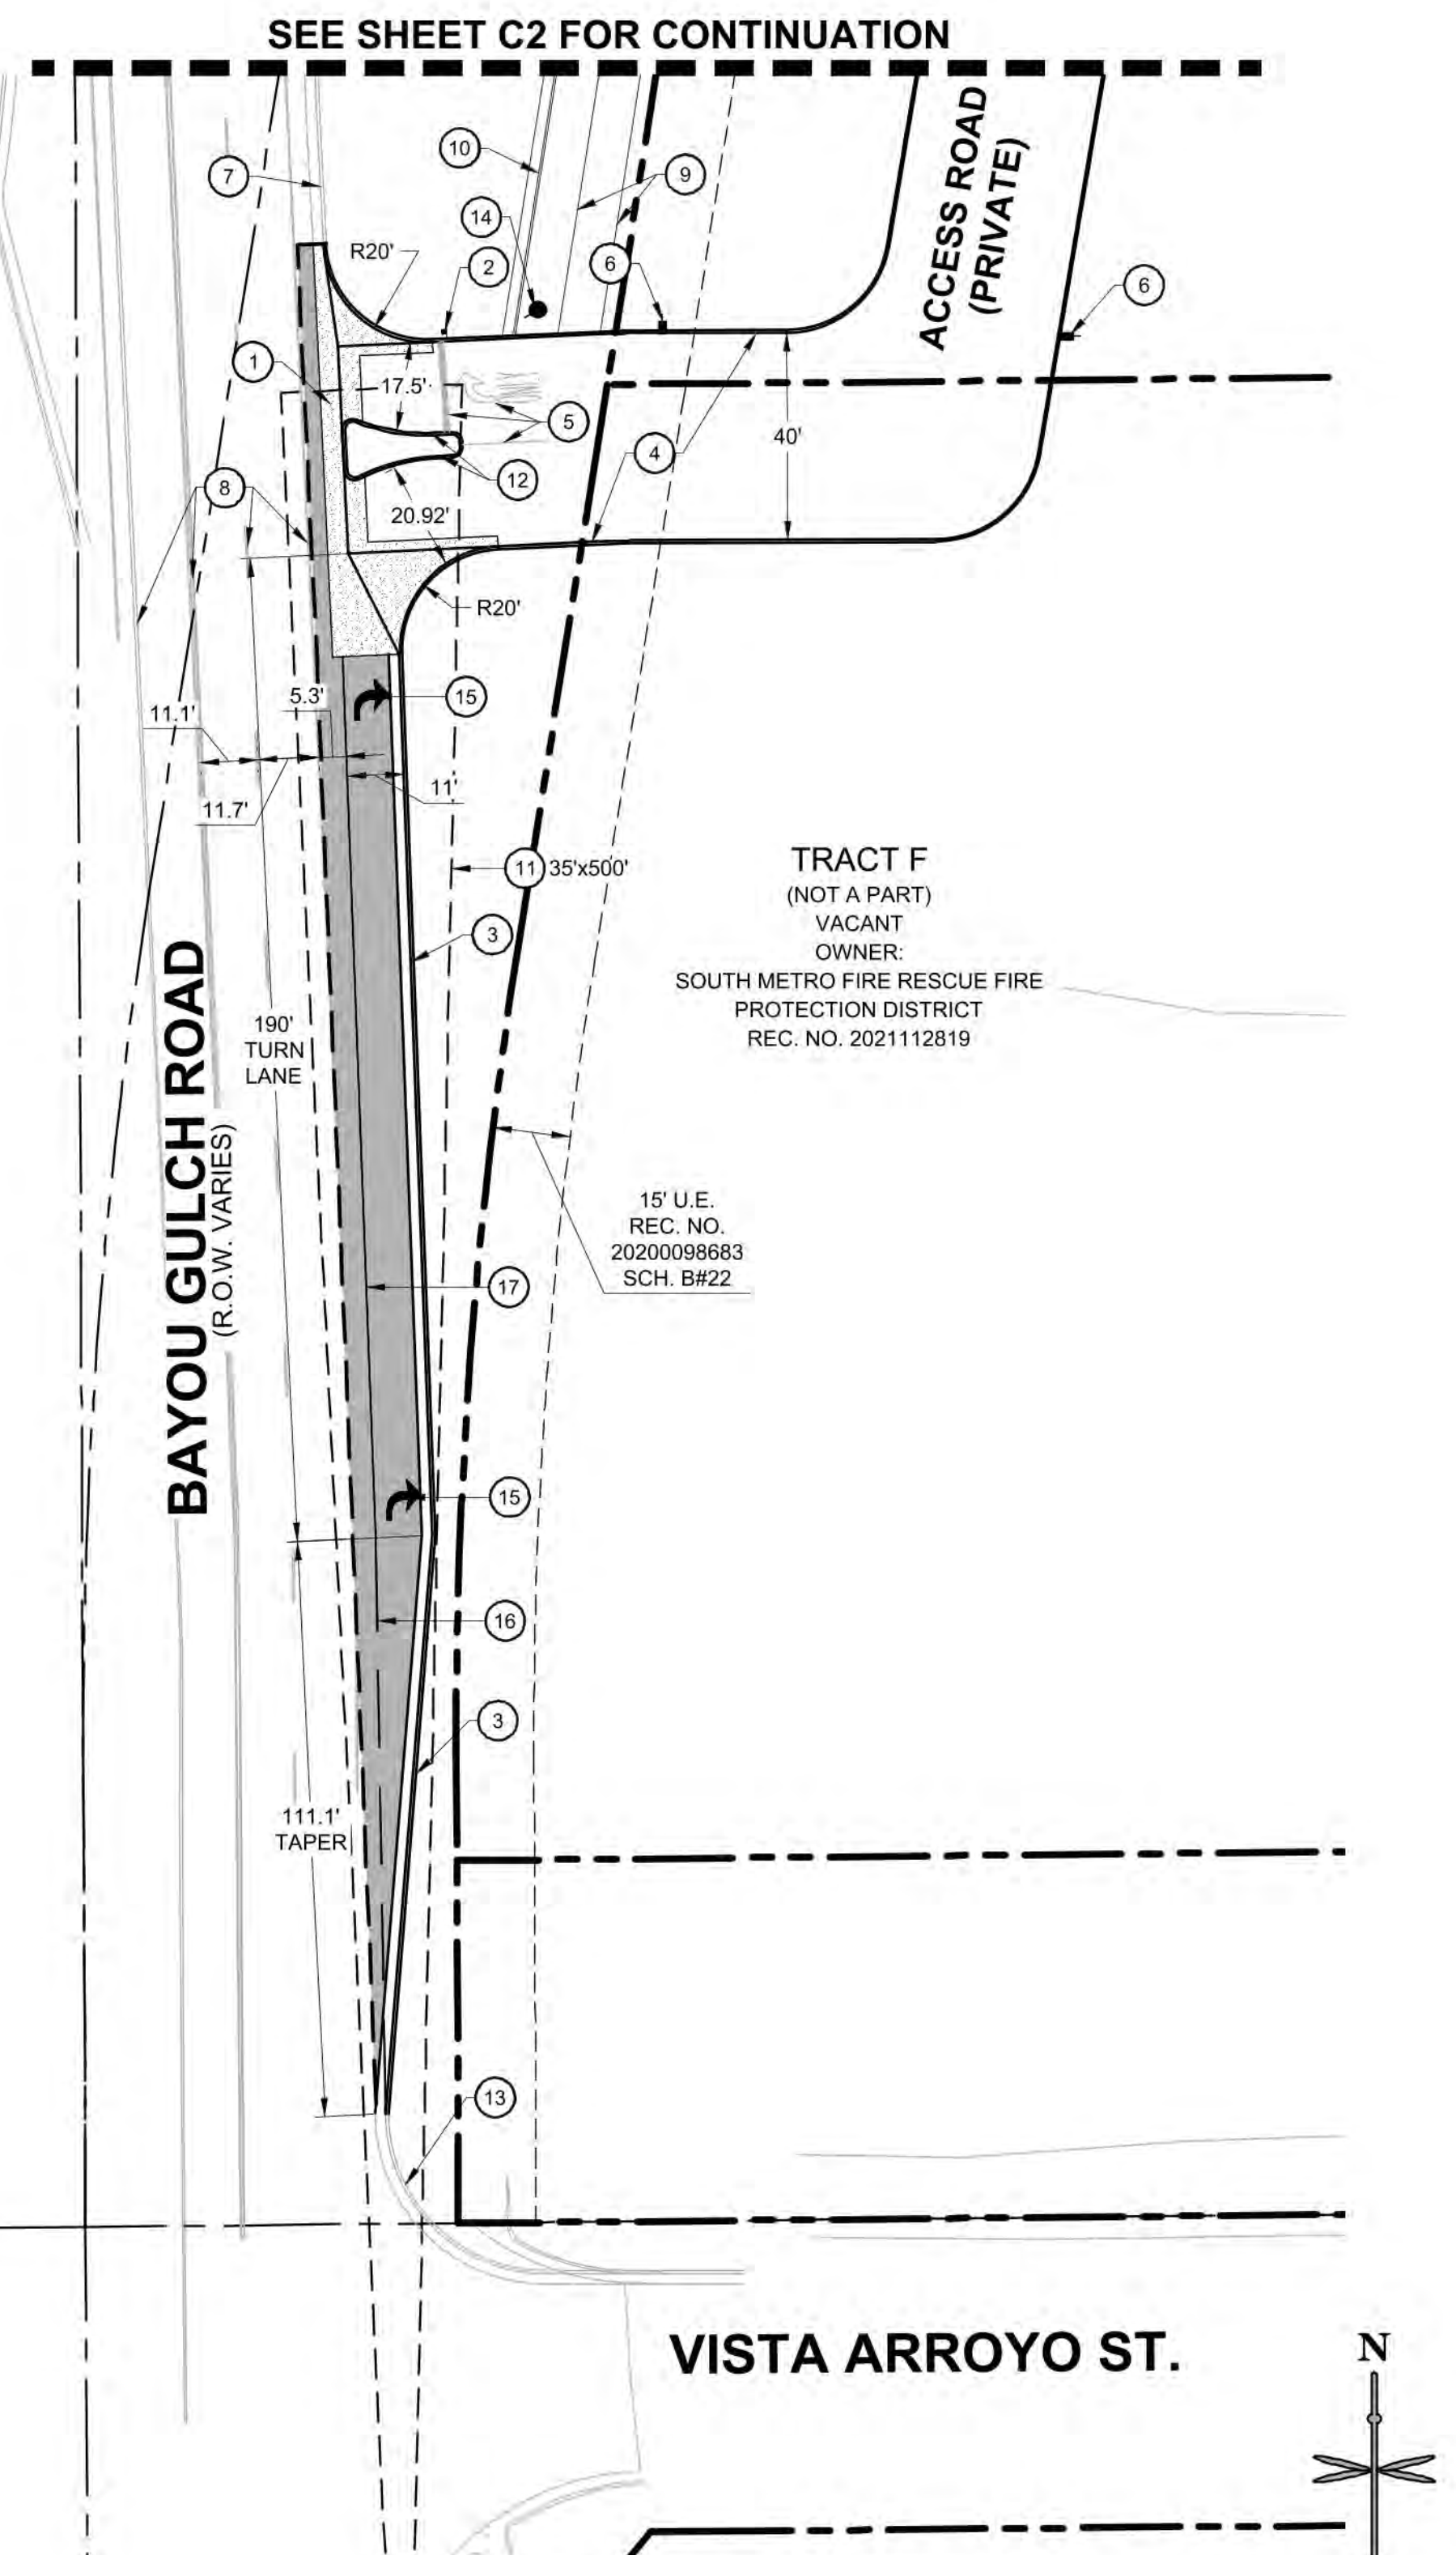 SEE SHEET C2 FOR CONTINUATION
10
9
7
14
R20'
2
6
ACCESS ROAD
(PRIVATE)
6
1
17.5'
5
40'
4
12
8
20.92'
R20'
15
5.3'
11.1'
11'
11.7'
11 35'x500'
TRACT F
(NOT A PART)
VACANT
OWNER:
SOUTH METRO FIRE RESCUE FIRE
PROTECTION DISTRICT
REC. NO. 2021112819
3
190'
TURN
LANE
BAYOU GULCH ROAD
(R.O.W. VARIES)
15' U.E.
REC. NO.
20200098683
SCH. B#22
17
15
16
3
111.1'
TAPER
13
VISTA ARROYO ST.
N